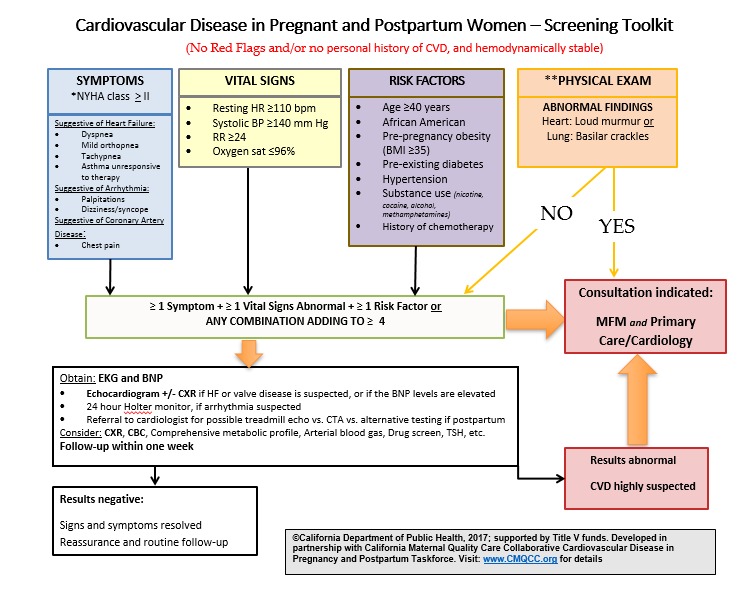 Cardiovascular Disease in Pregnant and Postpartum Women – Screening Toolkit
(No Red Flags and/or no personal history of CVD, and hemodynamically stable)
SYMPTOMS
*NYHA class ≥ II
Suggestive of Heart Failure:
• Dyspnea
• Mild orthopnea
• Tachypnea
• Asthma unresponsive
to therapy
Suggestive of Arrhythmia:
• Palpitations
• Dizziness/syncope
Suggestive of Coronary Artery
Disease:
• Chest pain
VITAL SIGNS
• Resting HR ≥110 bpm
• Systolic BP ≥140 mm Hg
• RR ≥24
• Oxygen sat ≤96%
RISK FACTORS
• Age ≥40 years
• African American
• Pre-pregnancy obesity
(BMI ≥35)
• Pre-existing diabetes
• Hypertension
• Substance use (nicotine,
cocaine, alcohol,
methamphetamines)
• History of chemotherapy
**PHYSICAL EXAM
ABNORMAL FINDINGS
Heart: Loud murmur or
Lung: Basilar crackles
NO
YES
≥ 1 Symptom + ≥ 1 Vital Signs Abnormal + ≥ 1 Risk Factor or
ANY COMBINATION ADDING TO ≥ 4
Consultation indicated:
MFM and Primary
Care/Cardiology
Obtain: EKG and BNP
• Echocardiogram +/- CXR if HF or valve disease is suspected, or if the BNP levels are elevated
• 24 hour Holter monitor, if arrhythmia suspected
• Referral to cardiologist for possible treadmill echo vs. CTA vs. alternative testing if postpartum
Consider: CXR, CBC, Comprehensive metabolic profile, Arterial blood gas, Drug screen, TSH, etc.
Follow-up within one week
Results abnormal
CVD highly suspected
Results negative:
Signs and symptoms resolved
Reassurance and routine follow-up
©California Department of Public Health, 2017; supported by Title V funds. Developed in
partnership with California Maternal Quality Care Collaborative Cardiovascular Disease in
Pregnancy and Postpartum Taskforce. Visit: www.CMQCC.org for details